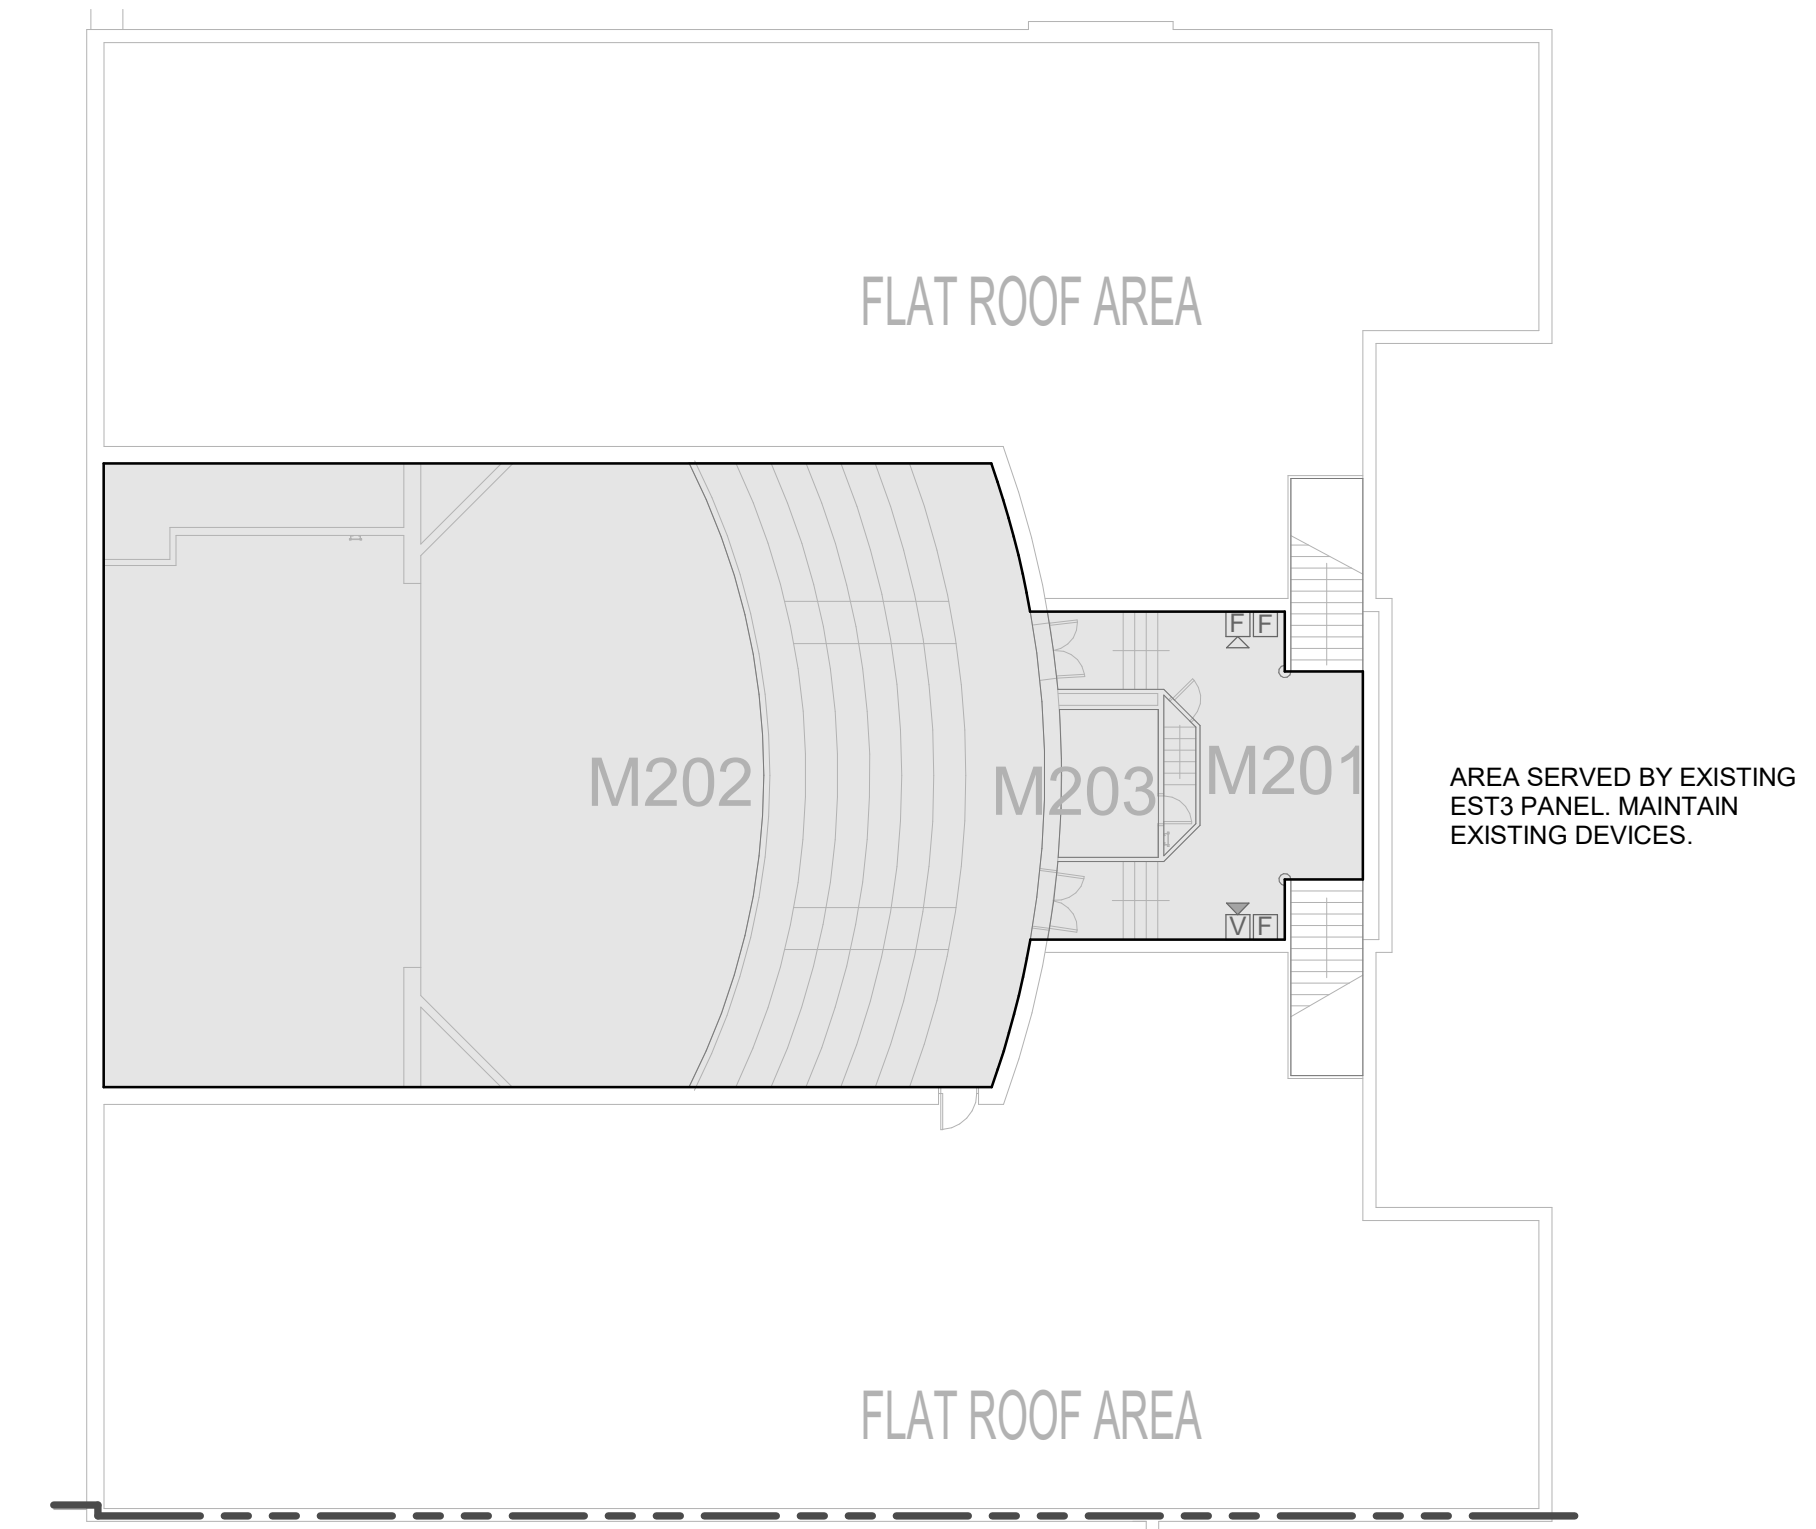 FLAT ROOF AREA
F F
M202
M203
M201
AREA SERVED BY EXISTING
EST3 PANEL. MAINTAIN
EXISTING DEVICES.
V F
FLAT ROOF AREA